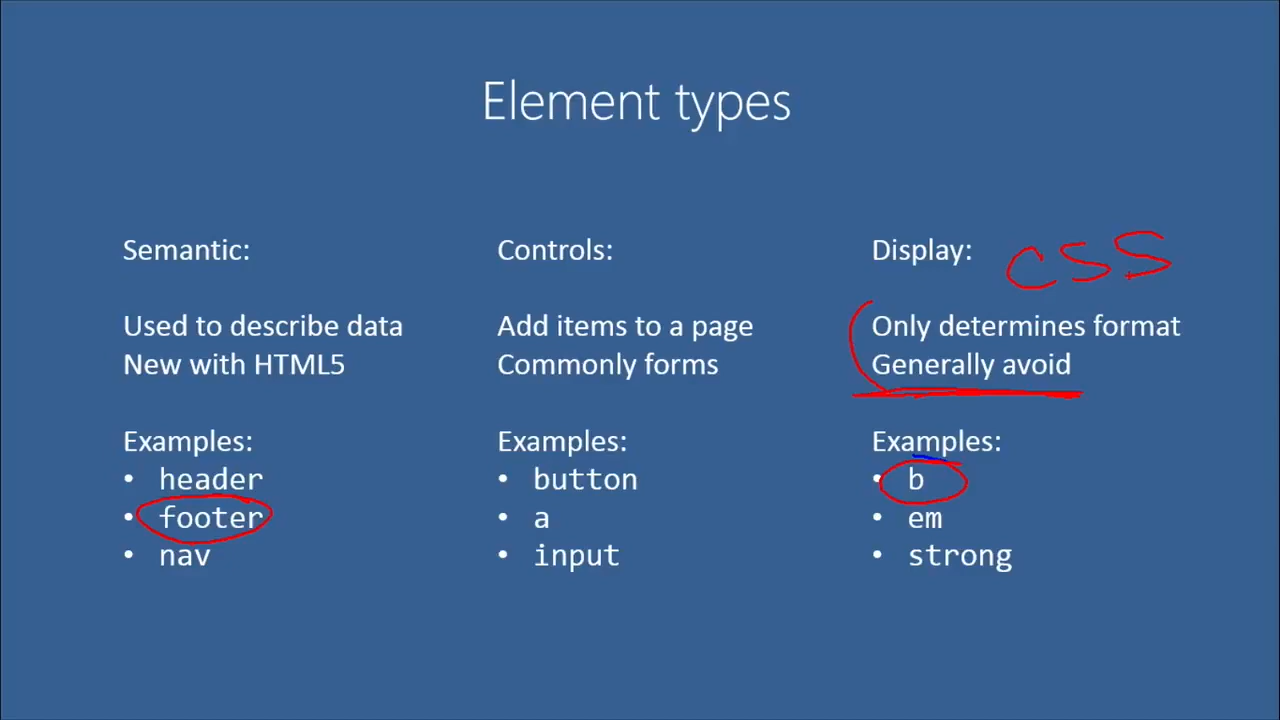 Element types
Semantic:
Used to describe data
New with HTML5
Examples:
• header
• footer
• nav
Controls:
Add items to a page
Commonly forms
Examples:
• button
• a
• input
Display: CSS
Only determines format
Generally avoid
Examples:
• b
• em
• strong